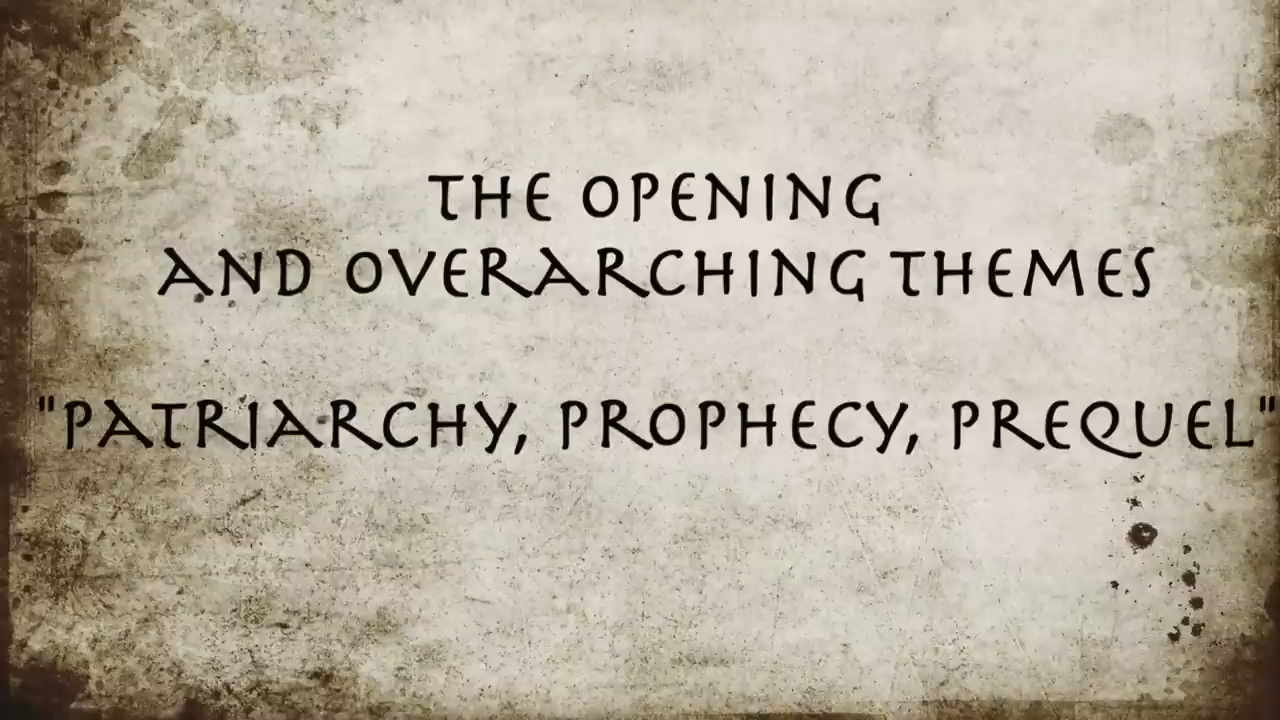 THE OPENING
AND OVERARCHING THEMES
"PATRIARCHY, PROPHECY, PREQUEL"